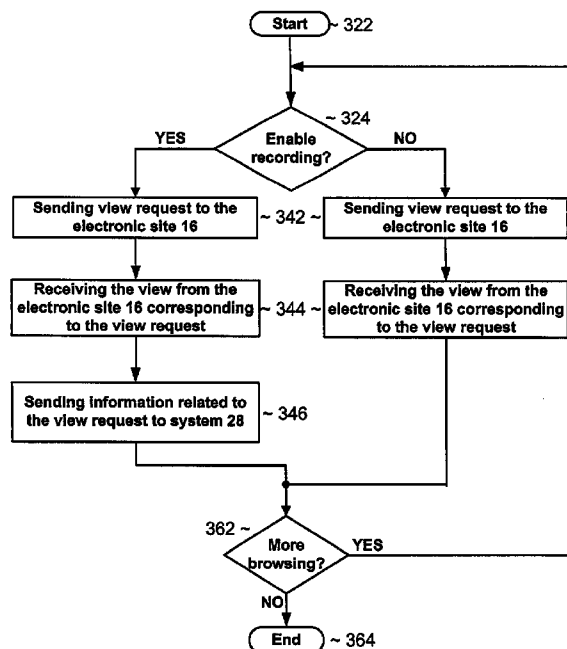 Start ~ 322
~ 324
YES
Enable
recording?
NO
Sending view request to the
electronic site 16
~ 342 ~
Sending view request to the
electronic site 16
Receiving the view from the
electronic site 16 corresponding
to the view request
~ 344 ~
Receiving the view from the
electronic site 16 corresponding
to the view request
Sending information related to
the view request to system 28
~ 346
362 ~
More
browsing?
YES
NO
End ~ 364